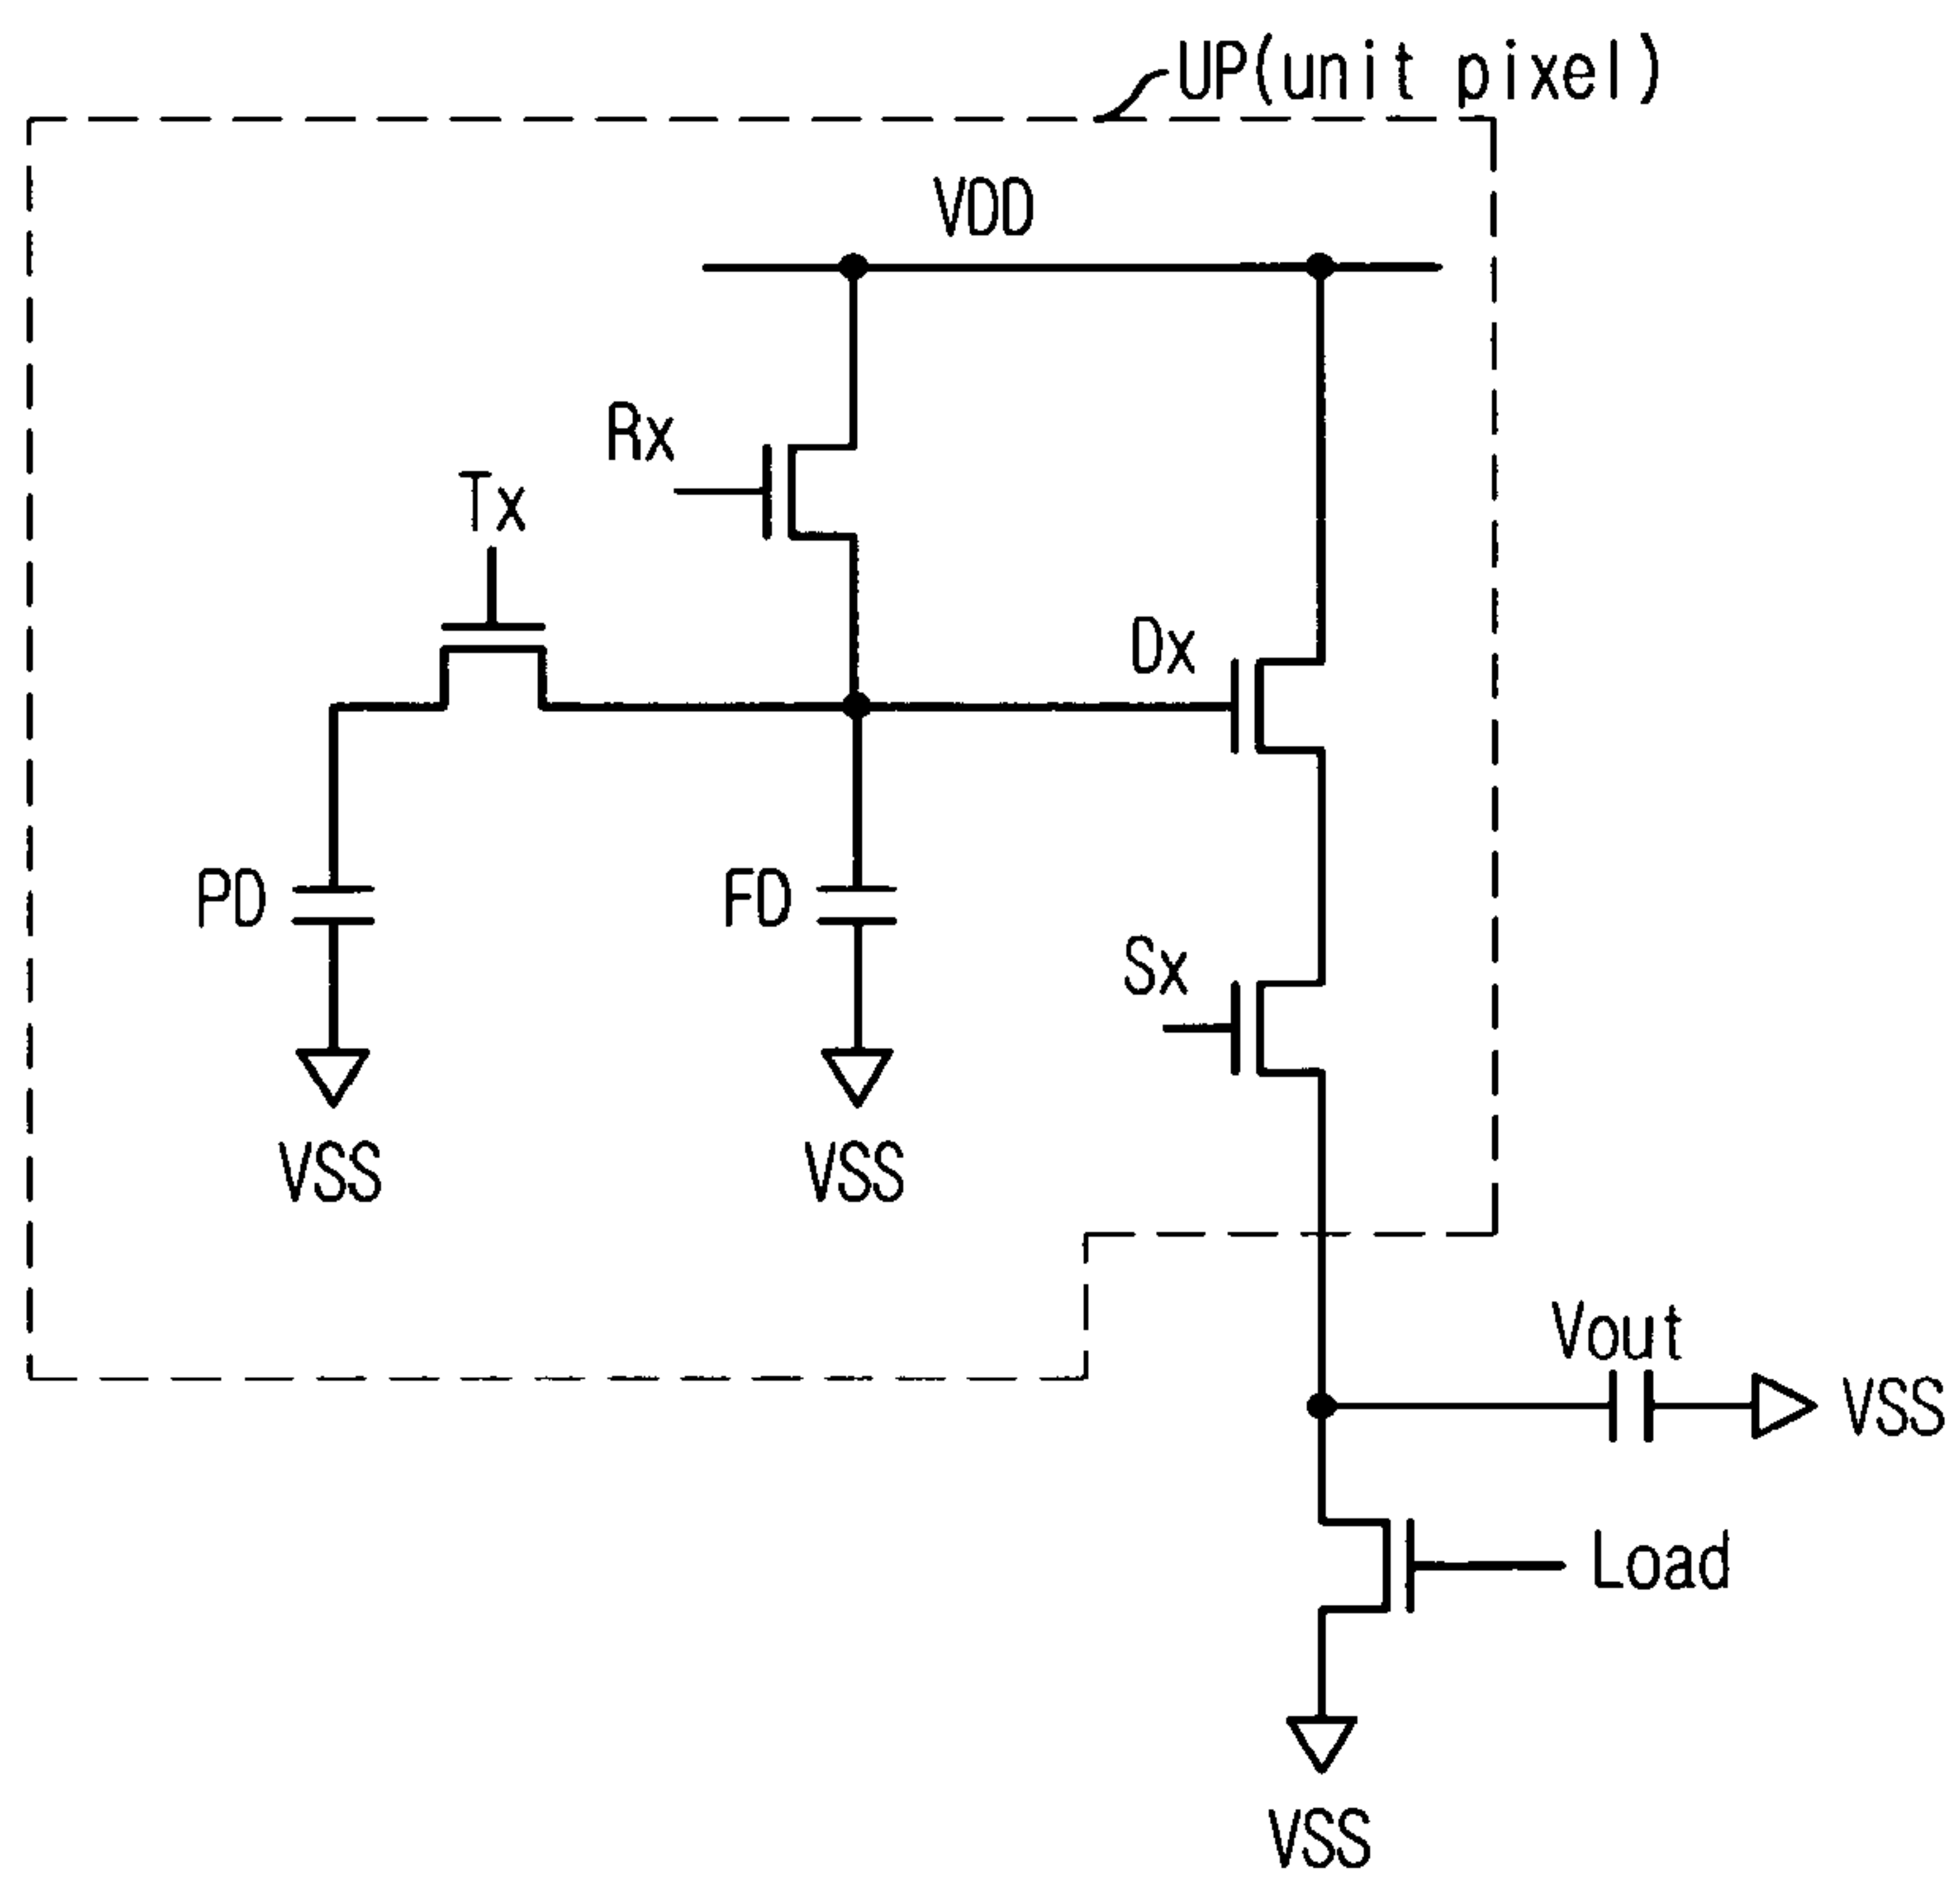 UP(unit pixel)
VDD
Rx
Tx
Dx
PD
FD
Sx
VSS
VSS
Vout
VSS
Load
VSS